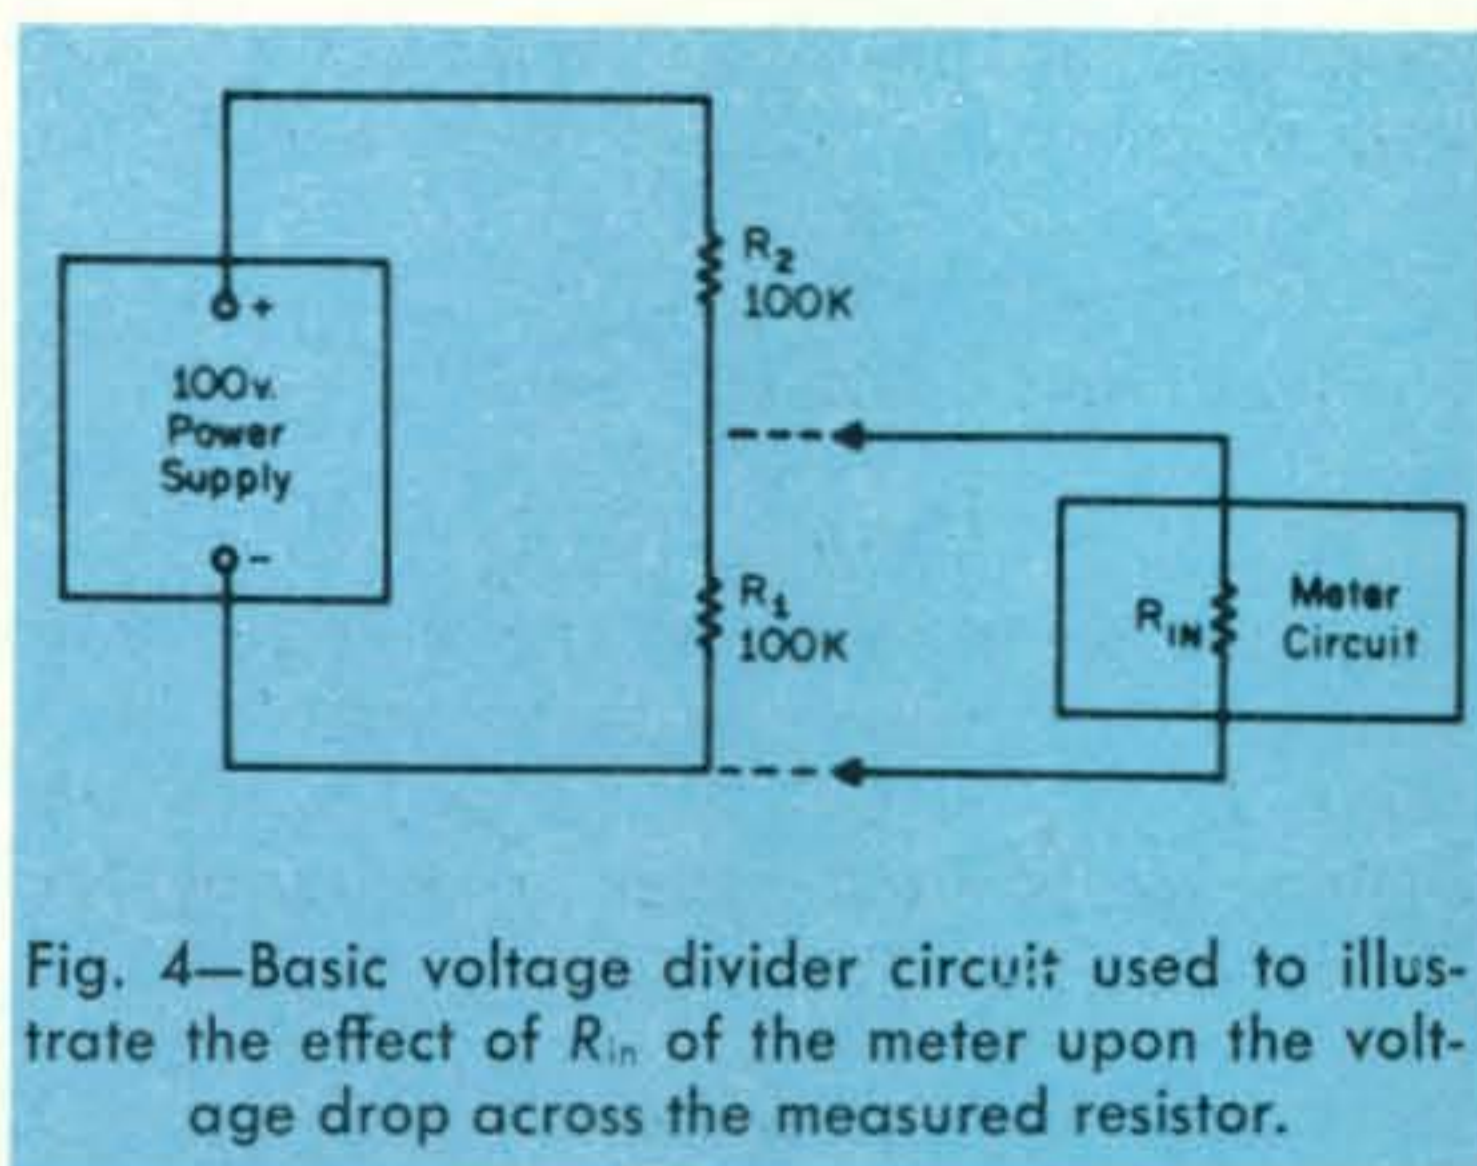 R2
100K
+
100v.
Power
Supply
-
R1
100K
RIN
Meter
Circuit
Fig. 4—Basic voltage divider circuit used to illus-
trate the effect of Rin of the meter upon the volt-
age drop across the measured resistor.